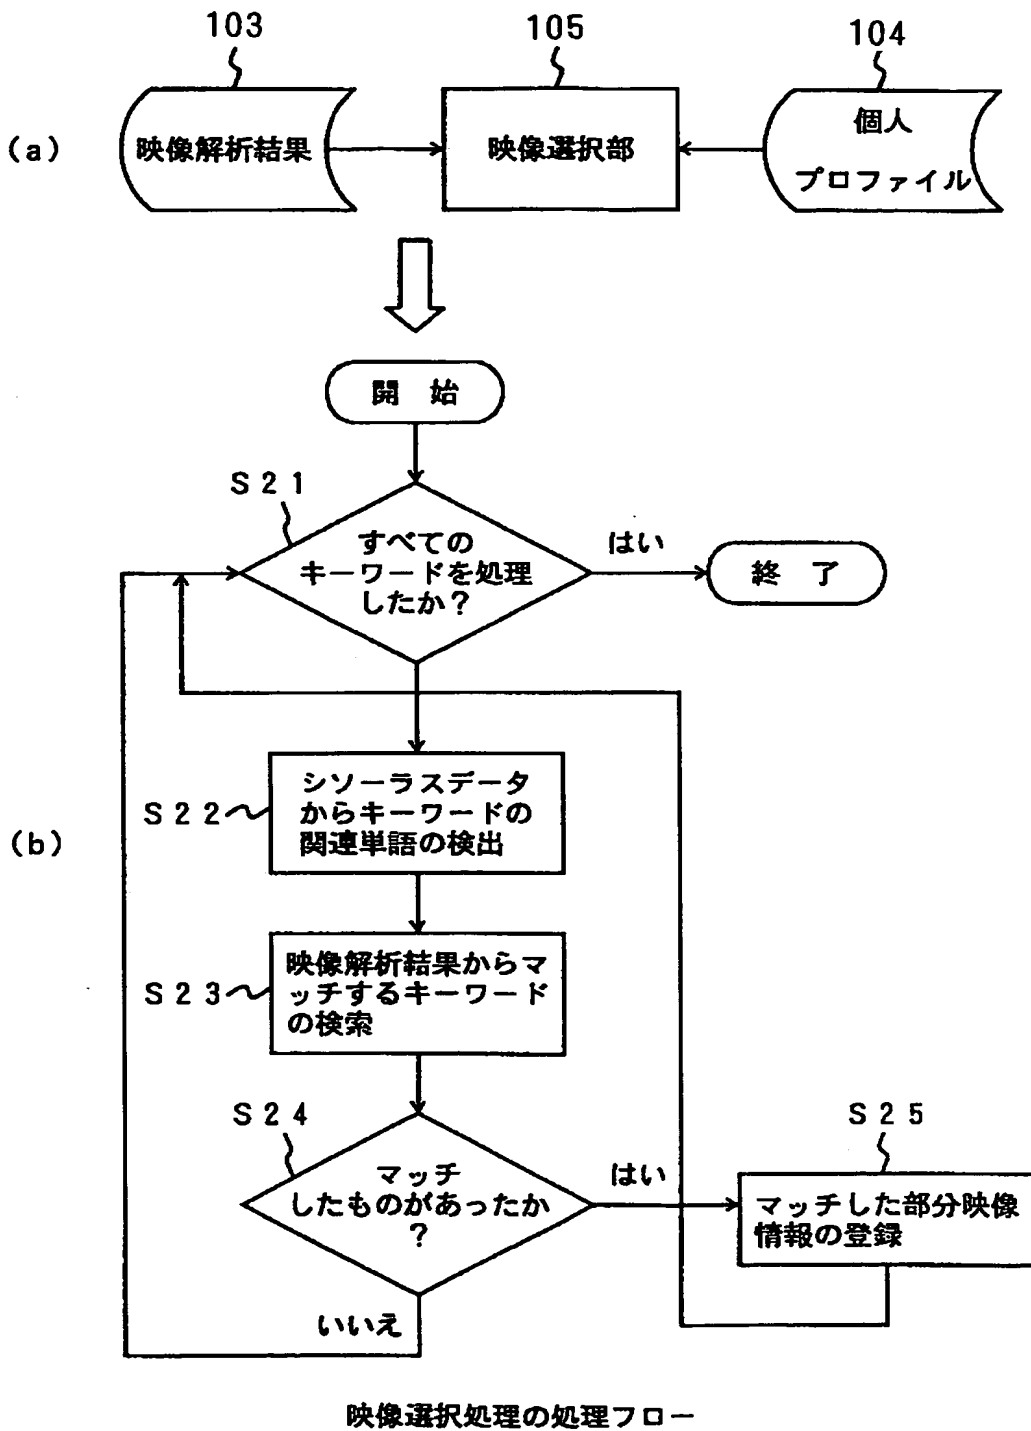 103
105
104
(a)
映像解析結果
映像選択部
個人
プロファイル
開 始
S21
すべての
キーワードを処理
したか?
はい
終 了
(b)
S22
シソーラスデータ
からキーワードの
関連単語の検出
S23
映像解析結果からマ
ッチするキーワード
の検索
S24
マッチ
したものがあったか
?
はい
S25
マッチした部分映像
情報の登録
いいえ
映像選択処理の処理フロー